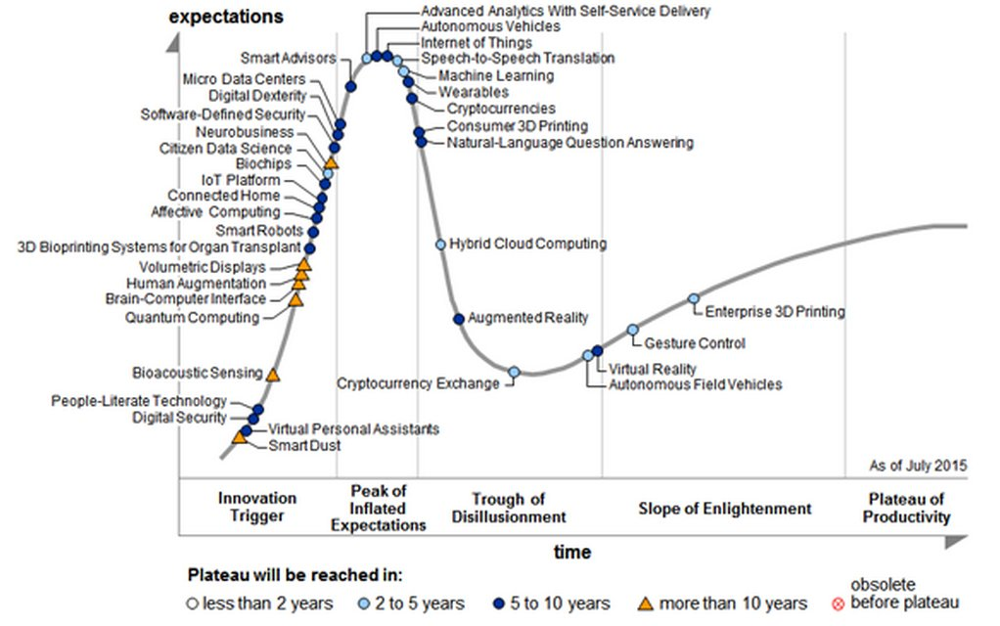 expectations
Advanced Analytics With Self-Service Delivery
Autonomous Vehicles
Internet of Things
Smart Advisors
Speech-to-Speech Translation
Machine Learning
Micro Data Centers
Wearables
Digital Dexterity
Cryptocurrencies
Software-Defined Security
Consumer 3D Printing
Neurobusiness
Natural-Language Question Answering
Citizen Data Science
Biochips
IoT Platform
Connected Home
Affective Computing
Smart Robots
Hybrid Cloud Computing
3D Bioprinting Systems for Organ Transplant
Volumetric Displays
Human Augmentation
Brain-Computer Interface
Enterprise 3D Printing
Quantum Computing
Augmented Reality
Gesture Control
Bioacoustic Sensing
Virtual Reality
Cryptocurrency Exchange
Autonomous Field Vehicles
People-Literate Technology
Digital Security
Virtual Personal Assistants
Smart Dust
As of July 2015
Innovation
Trigger
Peak of
Inflated
Expectations
Trough of
Disillusionment
Slope of Enlightenment
Plateau of
Productivity
time
Plateau will be reached in:
less than 2 years
2 to 5 years
5 to 10 years
more than 10 years
obsolete
before plateau